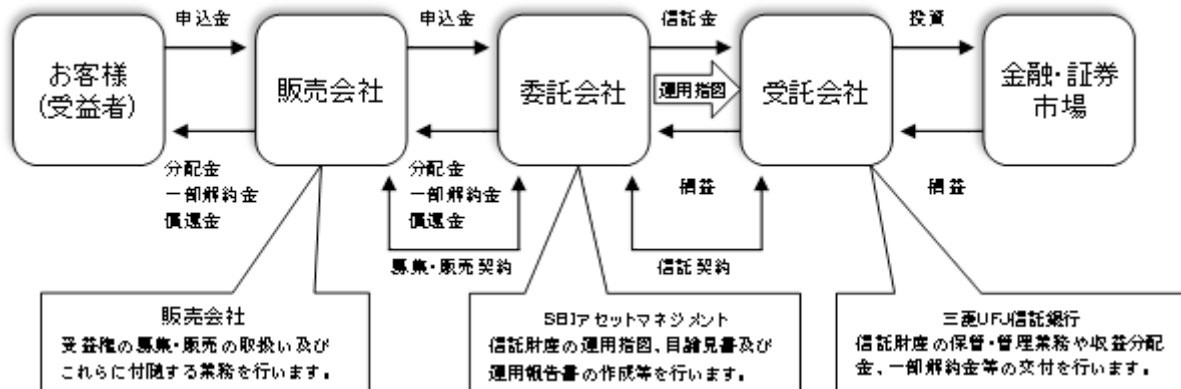 申込金
申込金
信託金
投資
お客様
(受益者)
販売会社
委託会社
運用指図
受託会社
金融・証券
市場
分配金
一部解約金
償還金
分配金
一部解約金
償還金
損益
損益
募集・販売契約
信託契約
販売会社
受益権の募集・販売の取扱い及び
これらに付随する業務を行います。
SBIアセットマネジメント
信託財産の運用指図、目論見書及び
運用報告書の作成等を行います。
三菱UFJ信託銀行
信託財産の保管・管理業務や収益分配
金、一部解約金等の交付を行います。